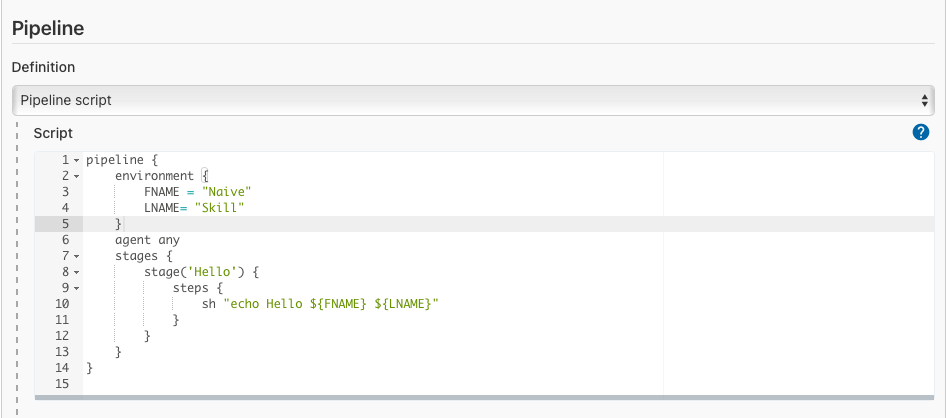 Pipeline
Definition
Pipeline script
Script
?
1 pipeline {
2     environment {
3         FNAME = "Naive"
4         LNAME= "Skill"
5     }
6     agent any
7     stages {
8         stage('Hello') {
9             steps {
10                 sh "echo Hello ${FNAME} ${LNAME}"
11             }
12         }
13     }
14 }
15